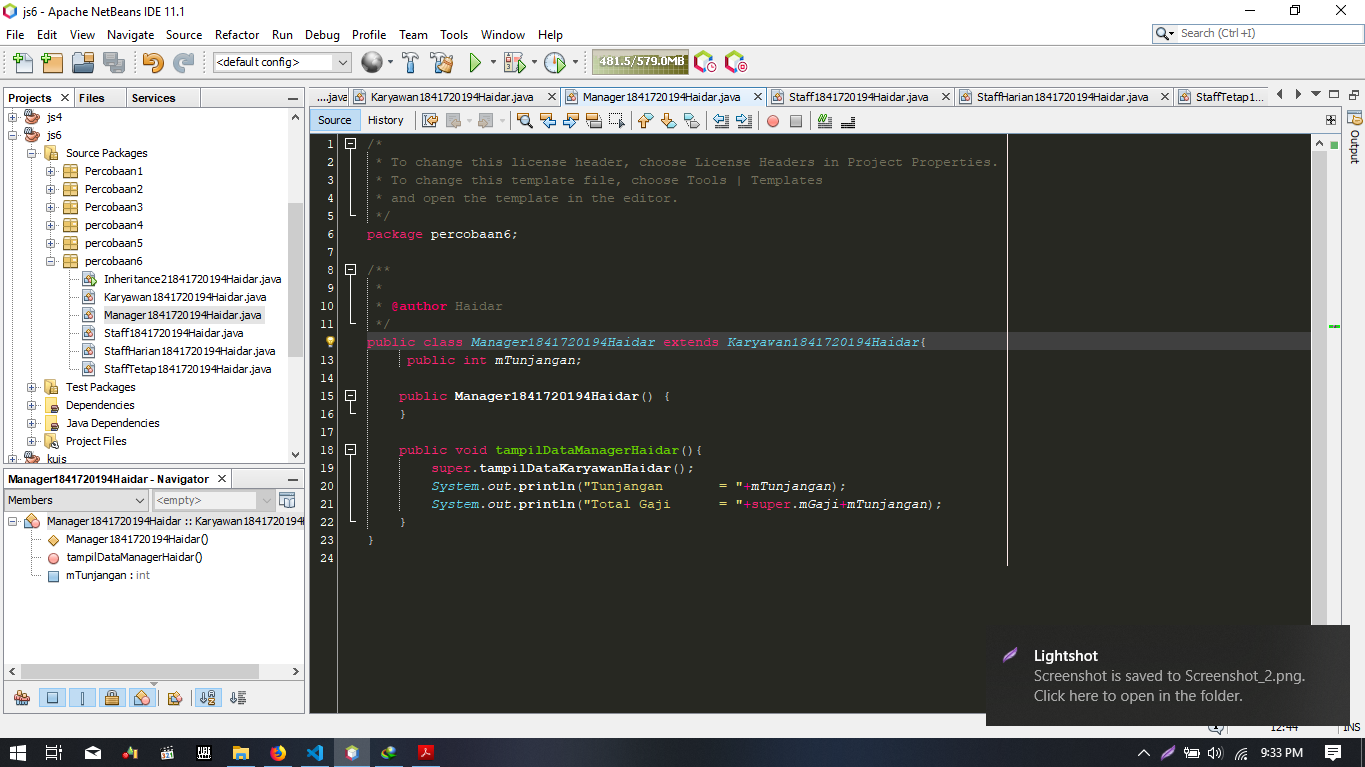 js6 - Apache NetBeans IDE 11.1
File Edit View Navigate Source Refactor Run Debug Profile Team Tools Window Help
Search (Ctrl+I)
<default config>
481.5/579.0MB
Projects Files Services
js4
js6
Source Packages
Percobaan1
Percobaan2
Percobaan3
percobaan4
percobaan5
percobaan6
Inheritance21841720194Haidar.java
Karyawan1841720194Haidar.java
Manager1841720194Haidar.java
Staff1841720194Haidar.java
StaffHarian1841720194Haidar.java
StaffTetap1841720194Haidar.java
Test Packages
Dependencies
Java Dependencies
Project Files
kuis
Manager1841720194Haidar - Navigator
Members <empty>
Manager1841720194Haidar :: Karyawan1841720194H
Manager1841720194Haidar()
tampilDataManagerHaidar()
mTunjangan : int
....java Karyawan1841720194Haidar.java Manager1841720194Haidar.java Staff1841720194Haidar.java StaffHarian1841720194Haidar.java StaffTetap1...
Source History
Output
1 /*
2 * To change this license header, choose License Headers in Project Properties.
3 * To change this template file, choose Tools | Templates
4 * and open the template in the editor.
5 */
6 package percobaan6;
7
8 /**
9 *
10 * @author Haidar
11 */
public class Manager1841720194Haidar extends Karyawan1841720194Haidar{
13 public int mTunjangan;
14
15 public Manager1841720194Haidar() {
16 }
17
18 public void tampilDataManagerHaidar(){
19 super.tampilDataKaryawanHaidar();
20 System.out.println("Tunjangan       = "+mTunjangan);
21 System.out.println("Total Gaji      = "+super.mGaji+mTunjangan);
22 }
23 }
24
Lightshot
Screenshot is saved to Screenshot_2.png.
Click here to open in the folder.
12:44 INS
9:33 PM